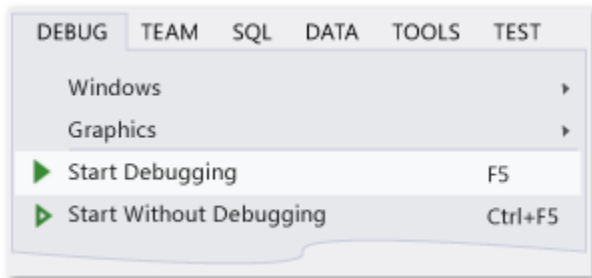 DEBUG TEAM SQL DATA TOOLS TEST
Windows
Graphics
Start Debugging F5
Start Without Debugging Ctrl+F5